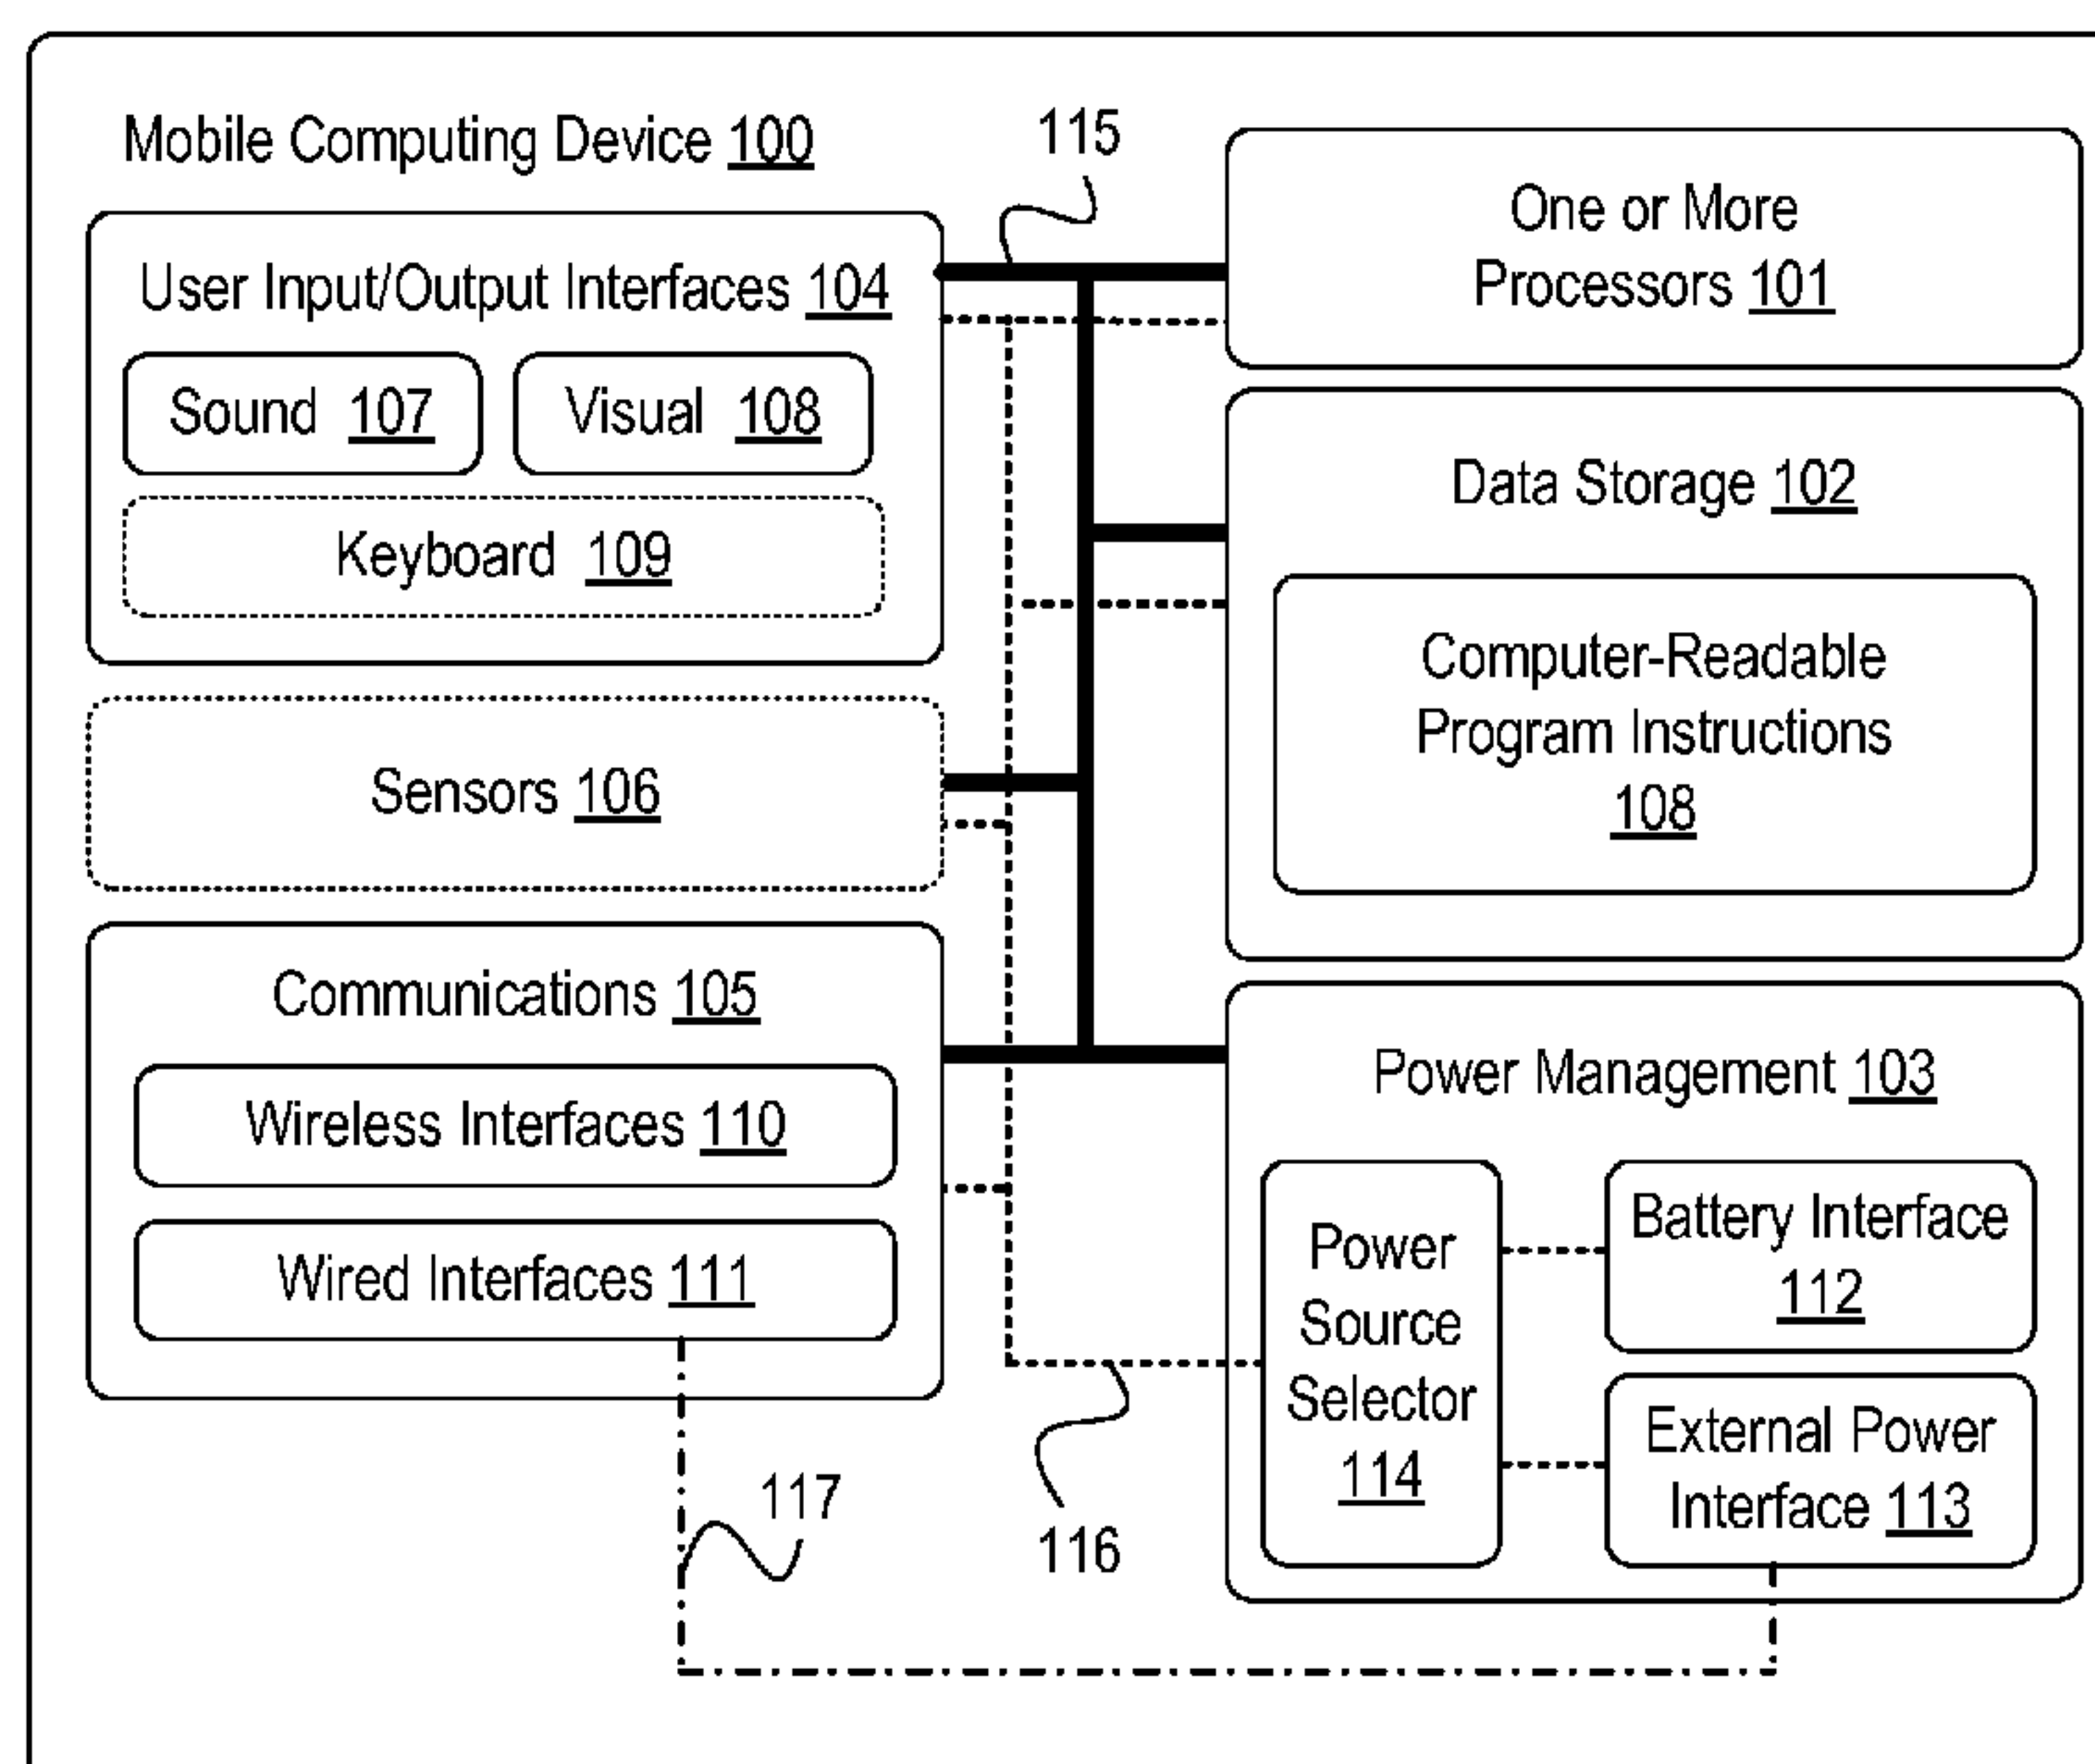 Mobile Computing Device 100
115
User Input/Output Interfaces 104
Sound 107
Visual 108
Keyboard 109
Sensors 106
Communications 105
Wireless Interfaces 110
Wired Interfaces 111
117
116
One or More
Processors 101
Data Storage 102
Computer-Readable
Program Instructions
108
Power Management 103
Power
Source
Selector
114
Battery Interface
112
External Power
Interface 113